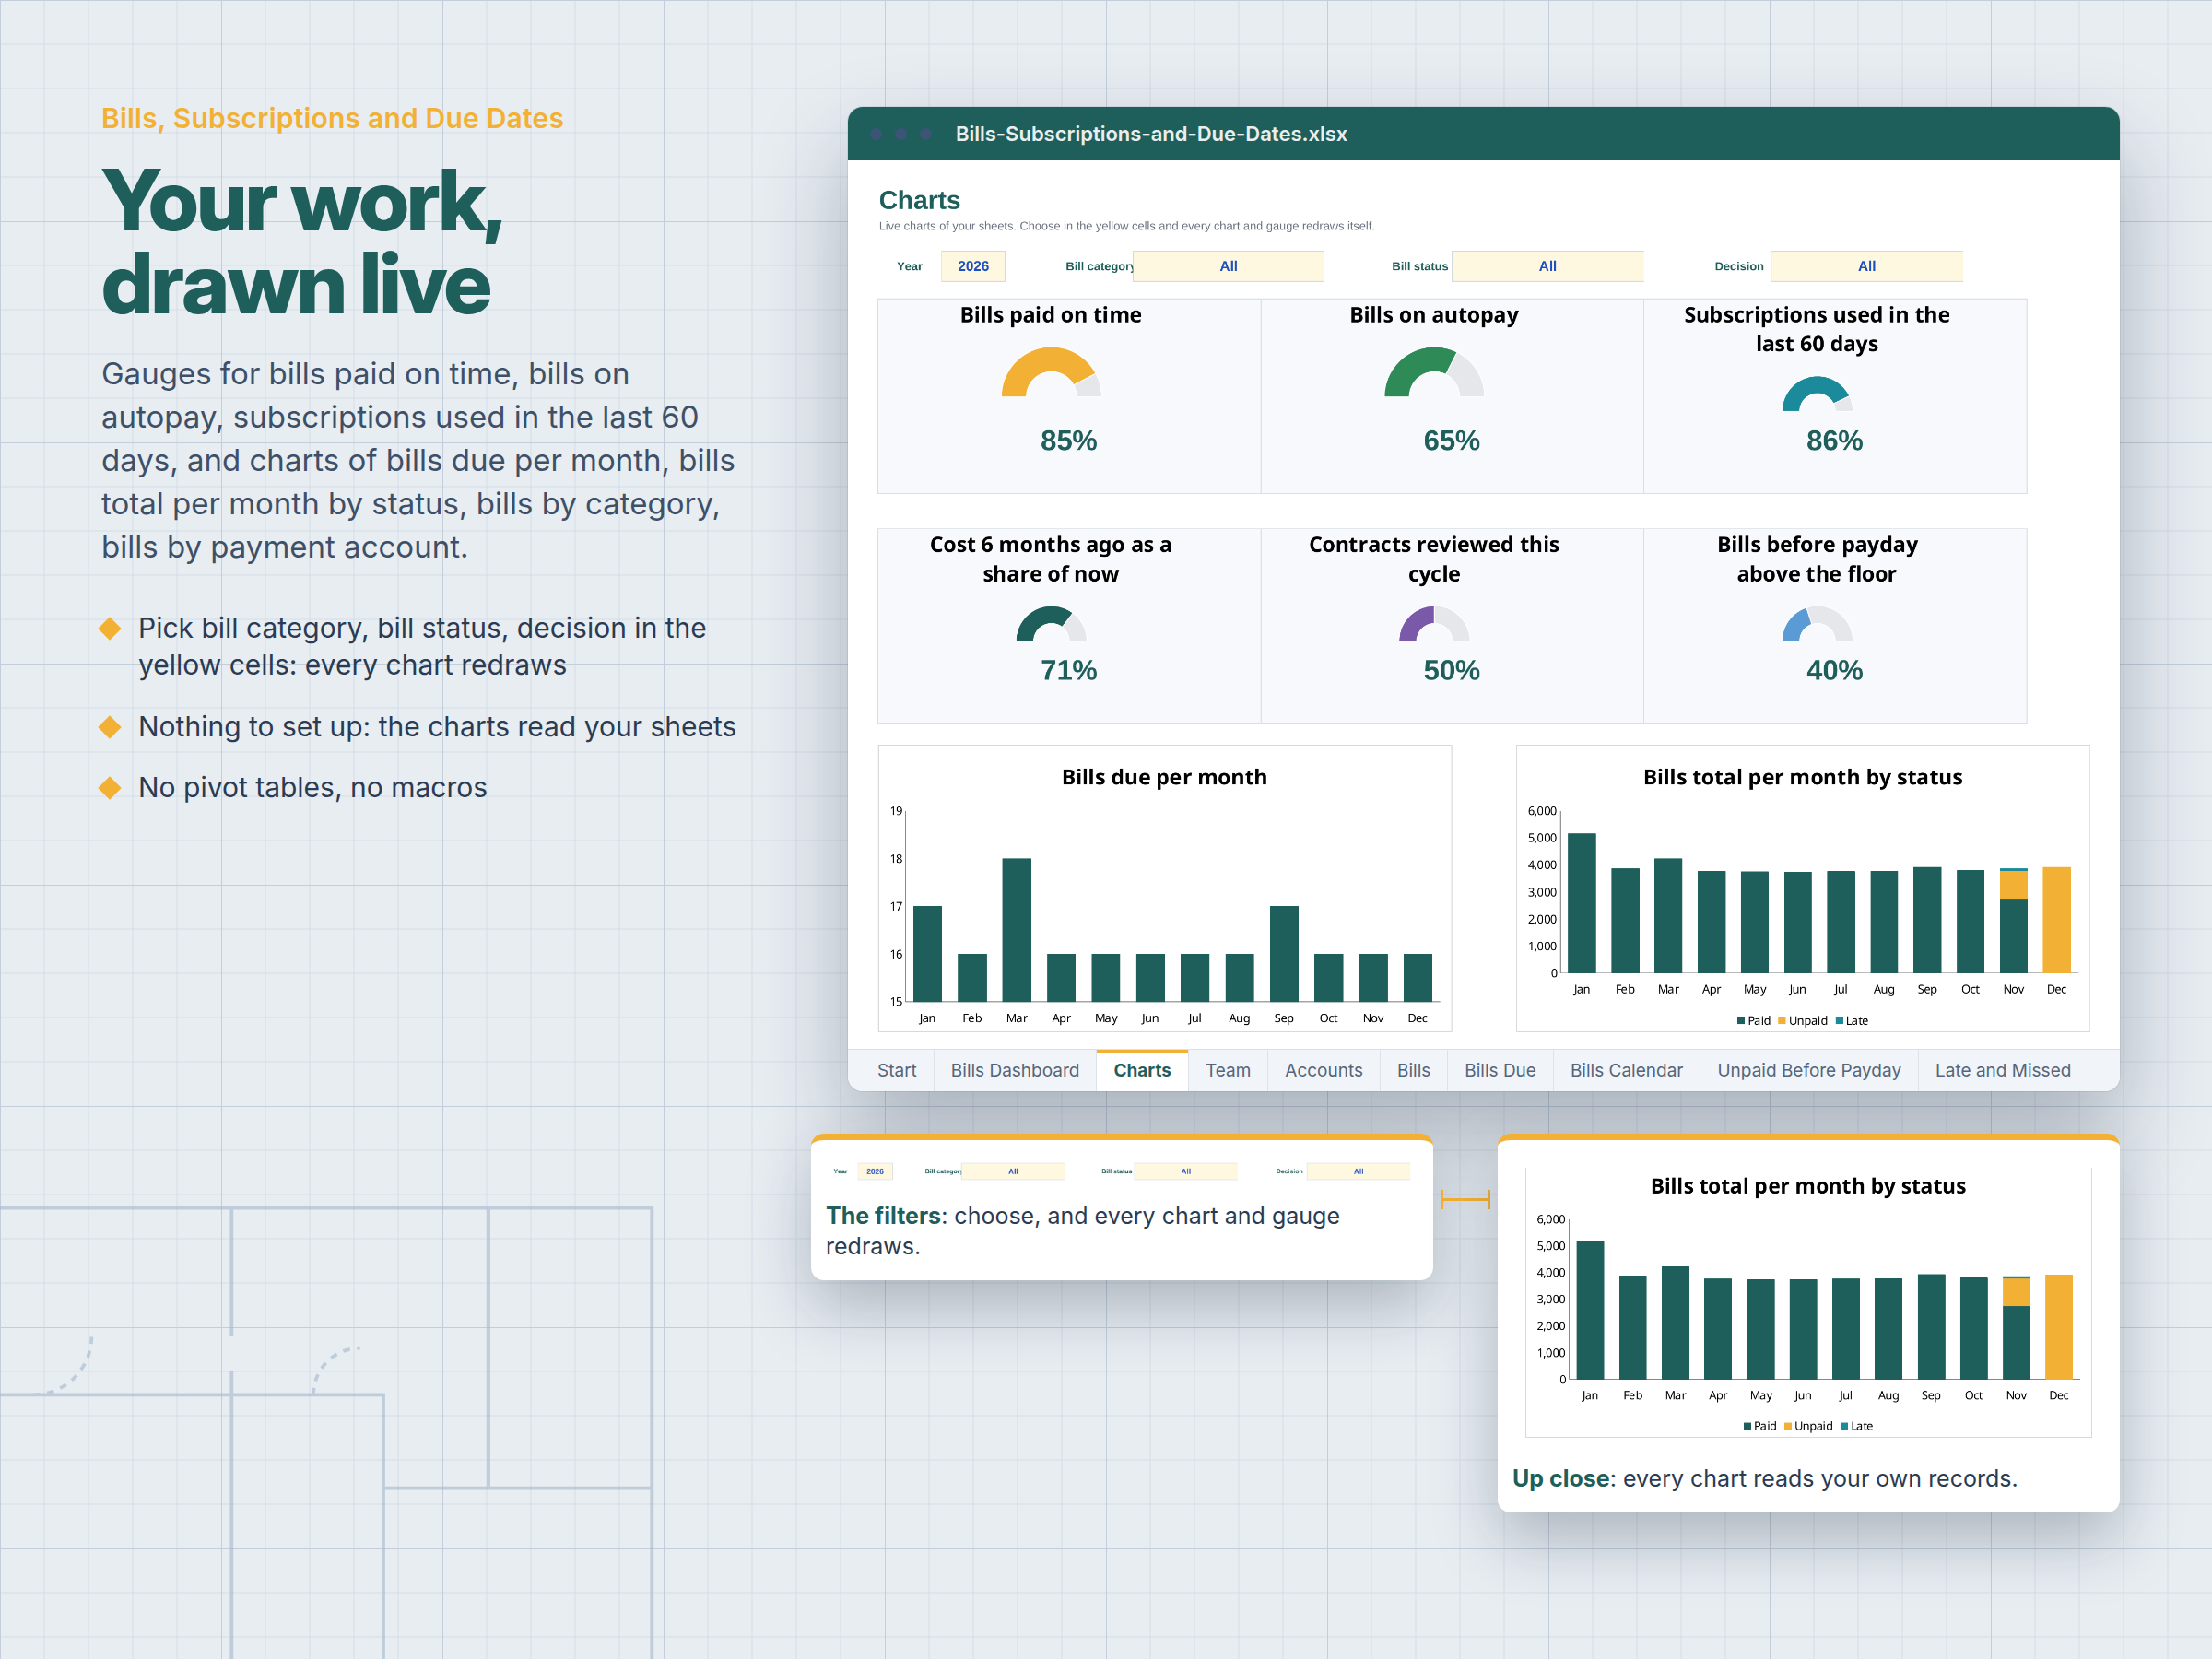 Bills, Subscriptions and Due Dates
Your work,
drawn live
Gauges for bills paid on time, bills on
autopay, subscriptions used in the last 60
days, and charts of bills due per month, bills
total per month by status, bills by category,
bills by payment account.
Pick bill category, bill status, decision in the
yellow cells: every chart redraws
Nothing to set up: the charts read your sheets
No pivot tables, no macros
Bills-Subscriptions-and-Due-Dates.xlsx
Charts
Live charts of your sheets. Choose in the yellow cells and every chart and gauge redraws itself.
Year 2026 Bill category All Bill status All Decision All
Bills paid on time
85%
Bills on autopay
65%
Subscriptions used in the
last 60 days
86%
Cost 6 months ago as a
share of now
71%
Contracts reviewed this
cycle
50%
Bills before payday
above the floor
40%
Bills due per month
19
18
17
16
15
Jan Feb Mar Apr May Jun Jul Aug Sep Oct Nov Dec
Bills total per month by status
6,000
5,000
4,000
3,000
2,000
1,000
0
Jan Feb Mar Apr May Jun Jul Aug Sep Oct Nov Dec
Paid Unpaid Late
Start Bills Dashboard Charts Team Accounts Bills Bills Due Bills Calendar Unpaid Before Payday Late and Missed
Year 2026 Bill category All Bill status All Decision All
The filters: choose, and every chart and gauge
redraws.
Bills total per month by status
6,000
5,000
4,000
3,000
2,000
1,000
0
Jan Feb Mar Apr May Jun Jul Aug Sep Oct Nov Dec
Paid Unpaid Late
Up close: every chart reads your own records.